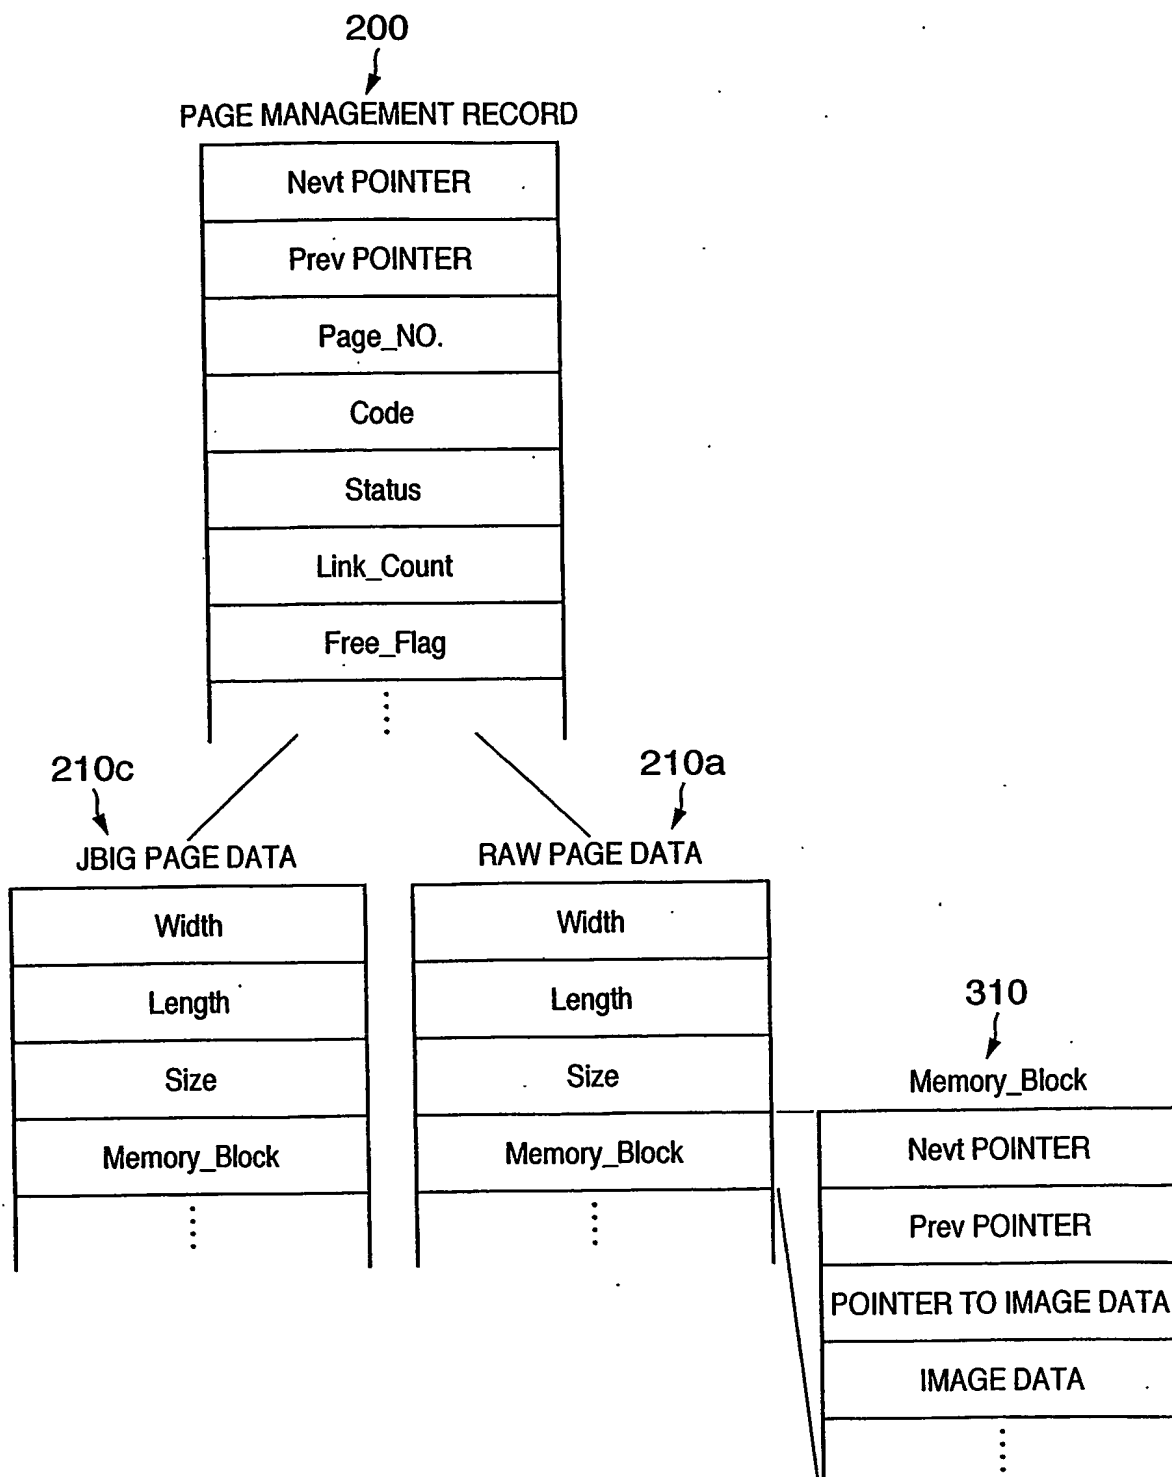 200
PAGE MANAGEMENT RECORD
Nevt POINTER
Prev POINTER
Page_NO.
Code
Status
Link_Count
Free_Flag
210c
JBIG PAGE DATA
Width
Length
Size
Memory_Block
210a
RAW PAGE DATA
Width
Length
Size
Memory_Block
310
Memory_Block
Nevt POINTER
Prev POINTER
POINTER TO IMAGE DATA
IMAGE DATA